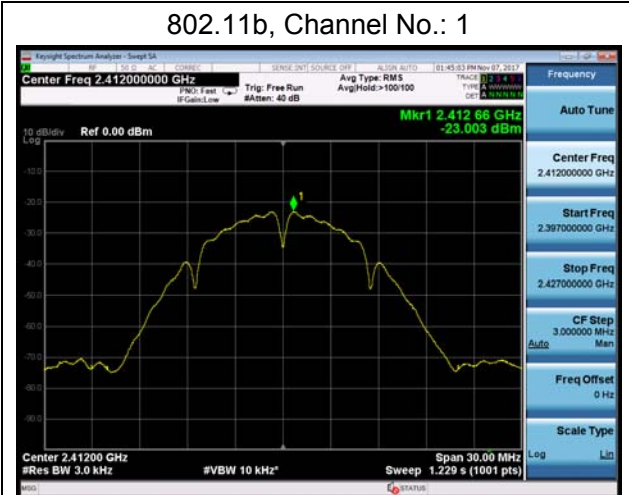 802.11b, Channel No.: 1
Keysight Spectrum Analyzer - Swept SA
RF 50 Ω AC CORREC SENSE:INT SOURCE OFF ALIGN AUTO 01:45:03 PM Nov 07, 2017
Center Freq 2.412000000 GHz
PNO: Fast
IFGain:Low
Trig: Free Run
#Atten: 40 dB
Avg Type: RMS
Avg|Hold:>100/100
TRACE 1 2 3 4 5 6
TYPE
DET
Frequency
Mkr1 2.412 66 GHz
-23.003 dBm
10 dB/div Ref 0.00 dBm
Log
Auto Tune
-10.0
-20.0
-30.0
-40.0
-50.0
-60.0
-70.0
-80.0
-90.0
1
Center Freq
2.412000000 GHz
Start Freq
2.397000000 GHz
Stop Freq
2.427000000 GHz
CF Step
3.000000 MHz
Auto Man
Freq Offset
0 Hz
Scale Type
Log Lin
Center 2.41200 GHz Span 30.00 MHz
#Res BW 3.0 kHz #VBW 10 kHz* Sweep 1.229 s (1001 pts)
MSG STATUS